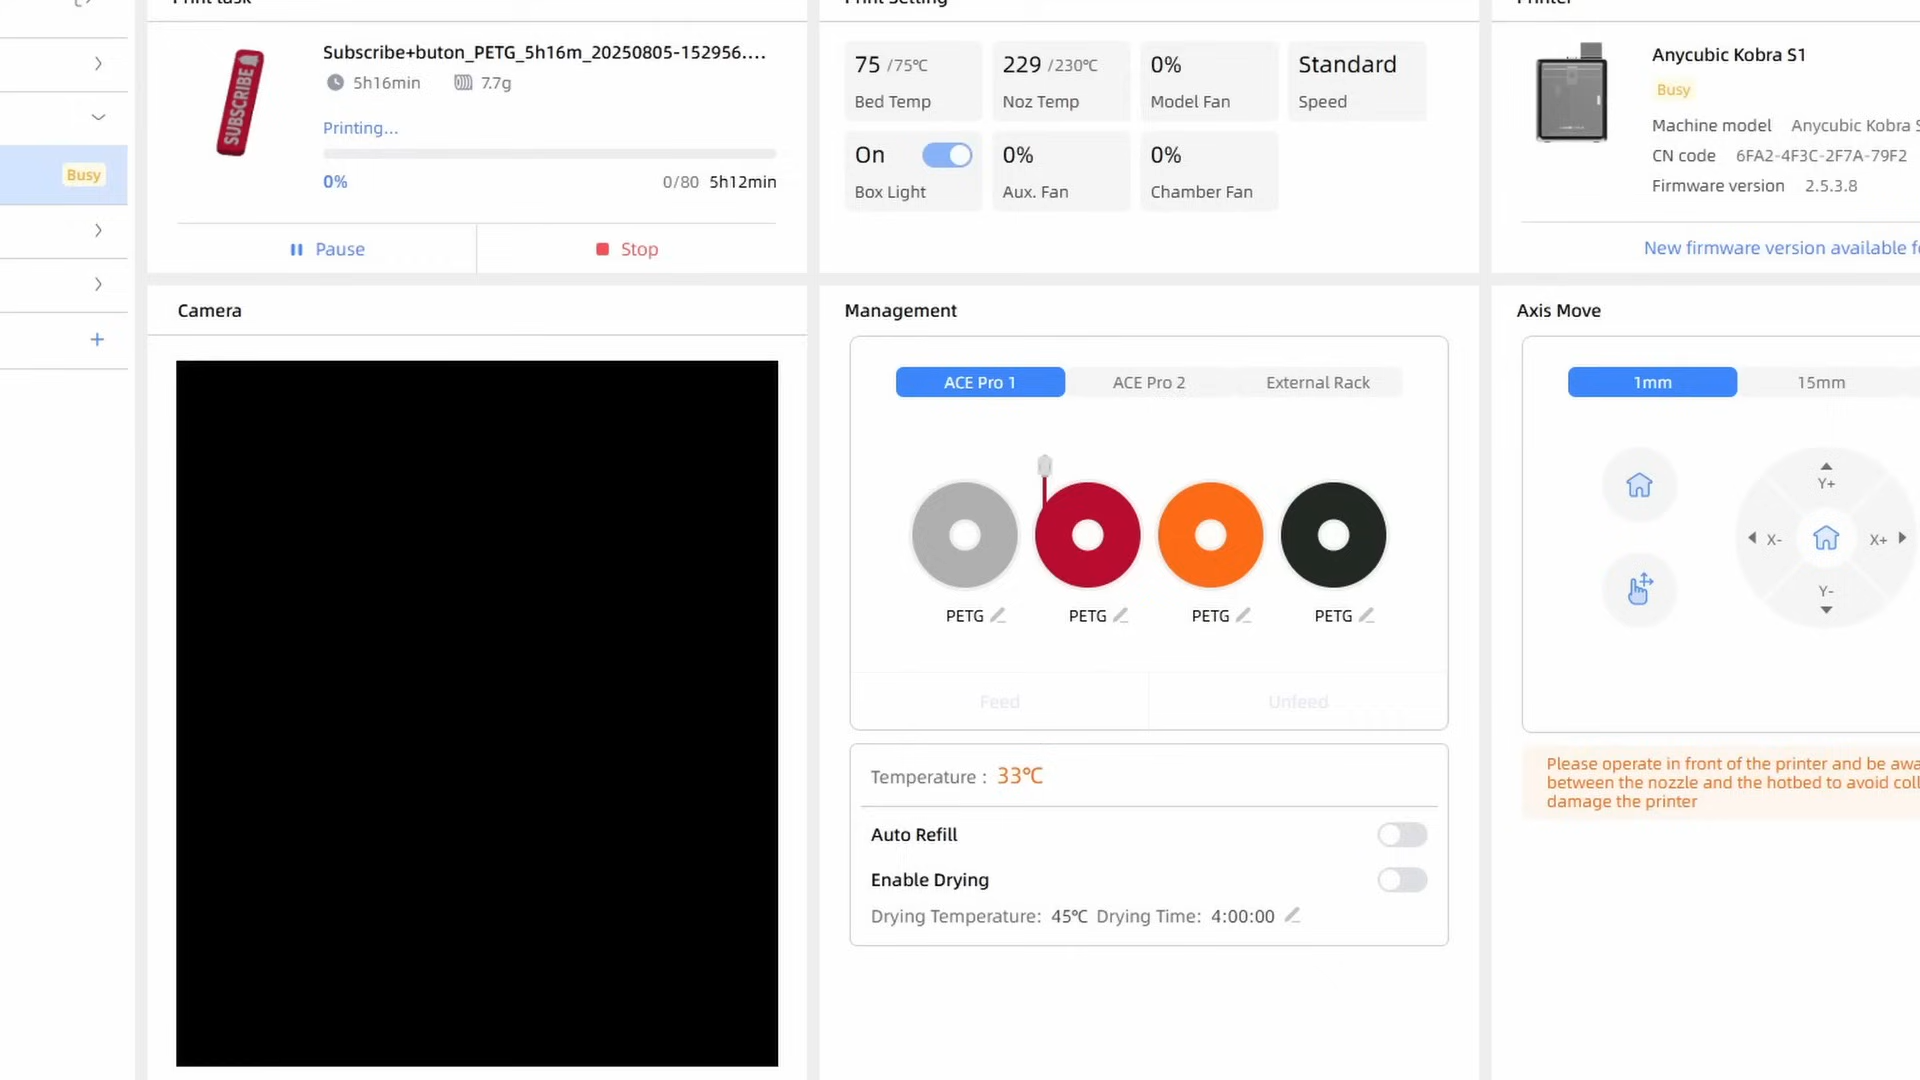 Print task
Subscribe+buton_PETG_5h16m_20250805-152956....
5h16min 7.7g
SUBSCRIBE
Printing...
0% 0/80 5h12min
Pause Stop
Print Setting
75 /75℃
Bed Temp
229 /230℃
Noz Temp
0%
Model Fan
Standard
Speed
On
Box Light
0%
Aux. Fan
0%
Chamber Fan
Printer
Anycubic Kobra S1
Busy
Machine model Anycubic Kobra S
CN code 6FA2-4F3C-2F7A-79F2
Firmware version 2.5.3.8
New firmware version available f
Busy
Camera
Management
ACE Pro 1 ACE Pro 2 External Rack
PETG PETG PETG PETG
Feed Unfeed
Temperature : 33℃
Auto Refill
Enable Drying
Drying Temperature: 45℃ Drying Time: 4:00:00
Axis Move
1mm 15mm
Y+
X- X+
Y-
Please operate in front of the printer and be awa
between the nozzle and the hotbed to avoid coll
damage the printer